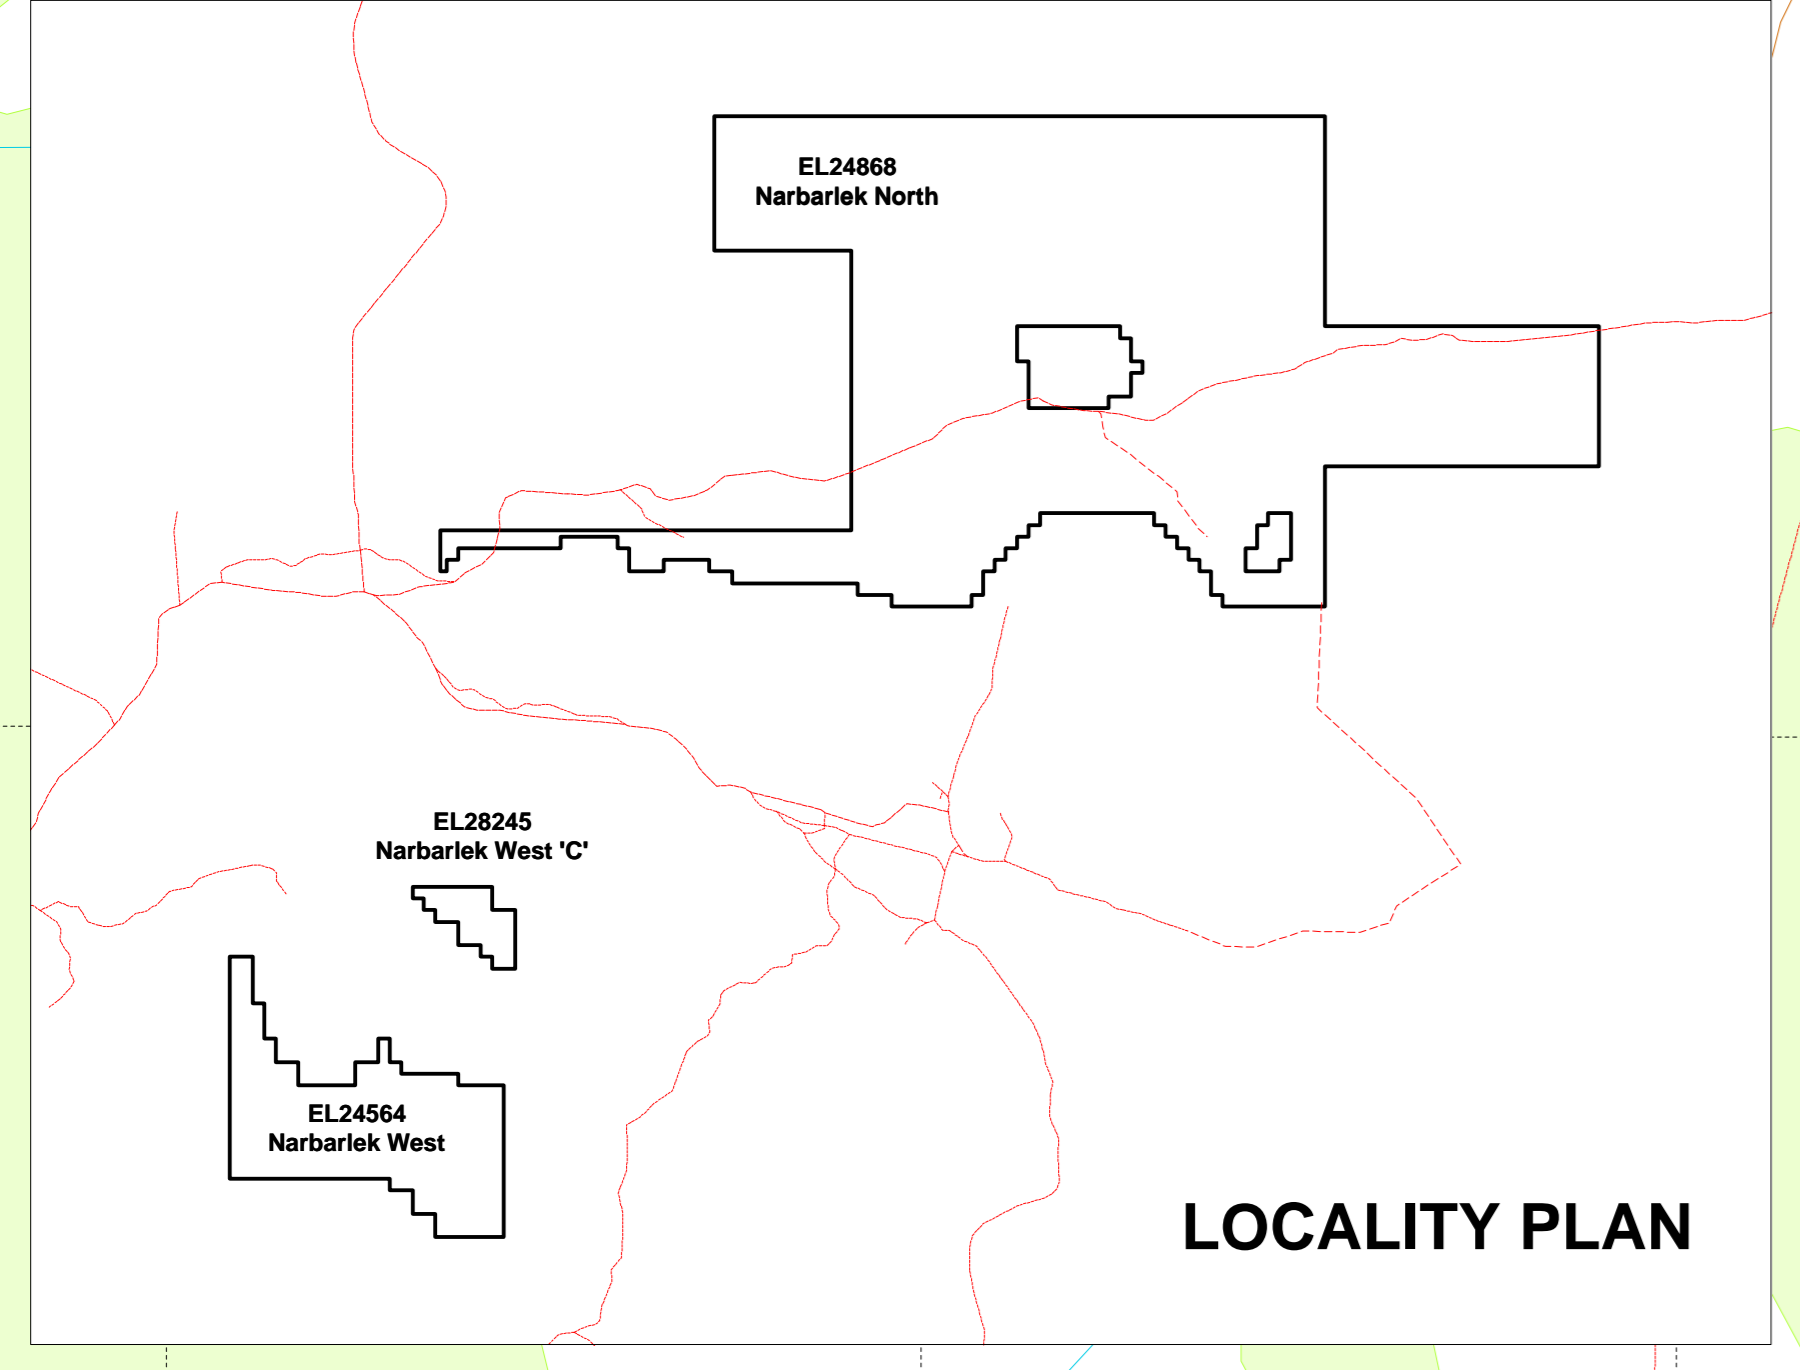 EL24868
Narbarlek North
EL28245
Narbarlek West 'C'
EL24564
Narbarlek West
LOCALITY PLAN